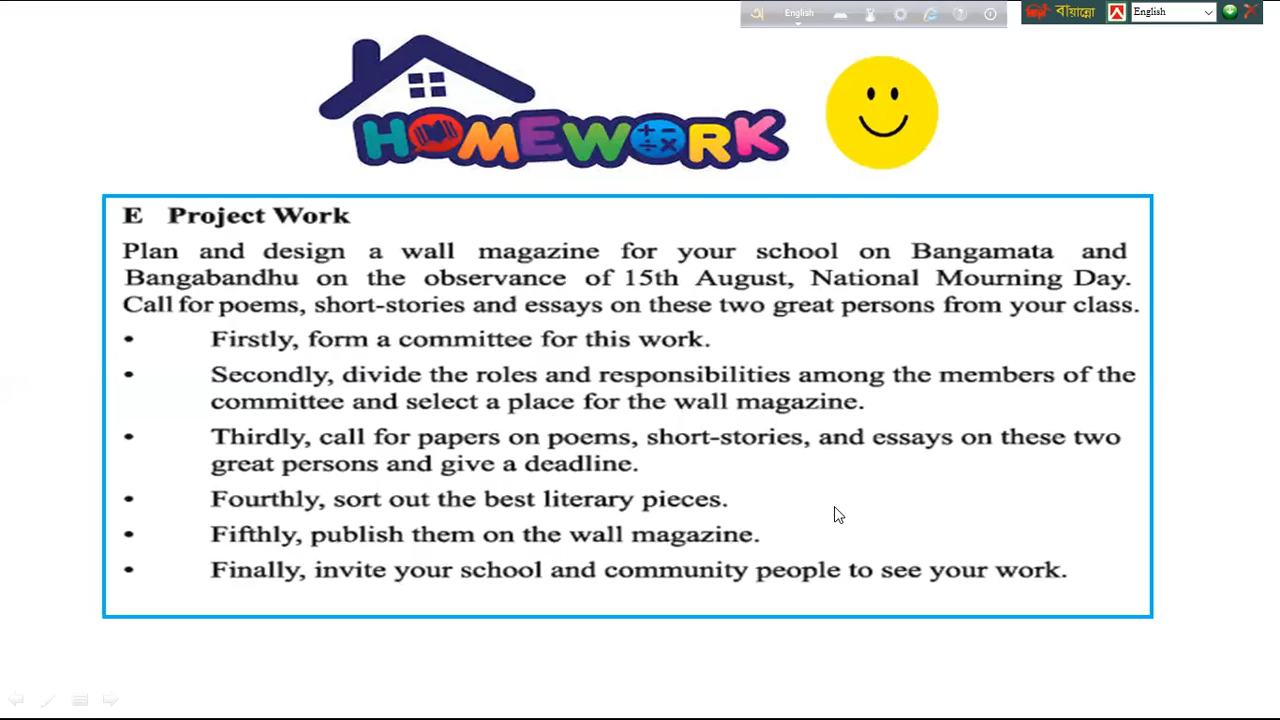 অ English
বাঁয়ান্নো English
HOMEWORK
E Project Work
Plan and design a wall magazine for your school on Bangamata and
Bangabandhu on the observance of 15th August, National Mourning Day.
Call for poems, short-stories and essays on these two great persons from your class.
• Firstly, form a committee for this work.
• Secondly, divide the roles and responsibilities among the members of the
committee and select a place for the wall magazine.
• Thirdly, call for papers on poems, short-stories, and essays on these two
great persons and give a deadline.
• Fourthly, sort out the best literary pieces.
• Fifthly, publish them on the wall magazine.
• Finally, invite your school and community people to see your work.